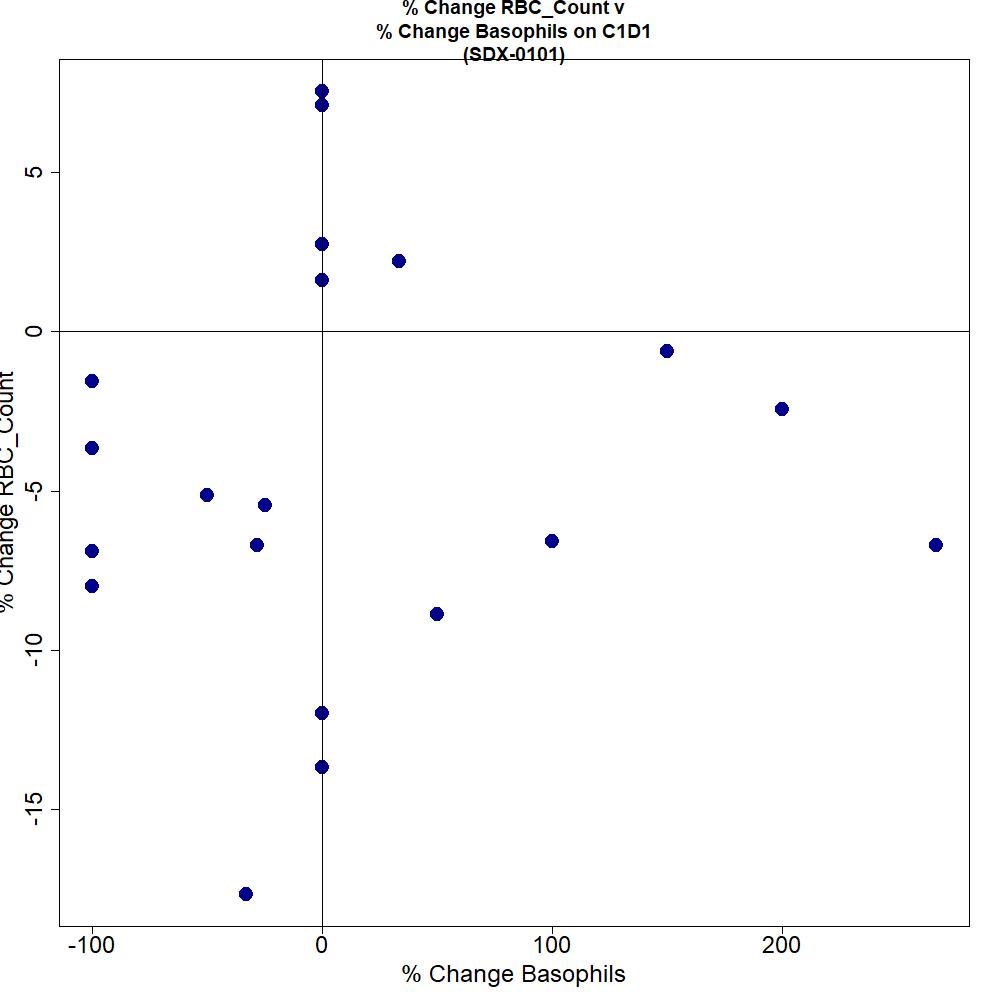 % Change RBC_Count v
% Change Basophils on C1D1
(SDX-0101)
5
0
-5
-10
-15
% Change RBC_Count
-100
0
100
200
% Change Basophils